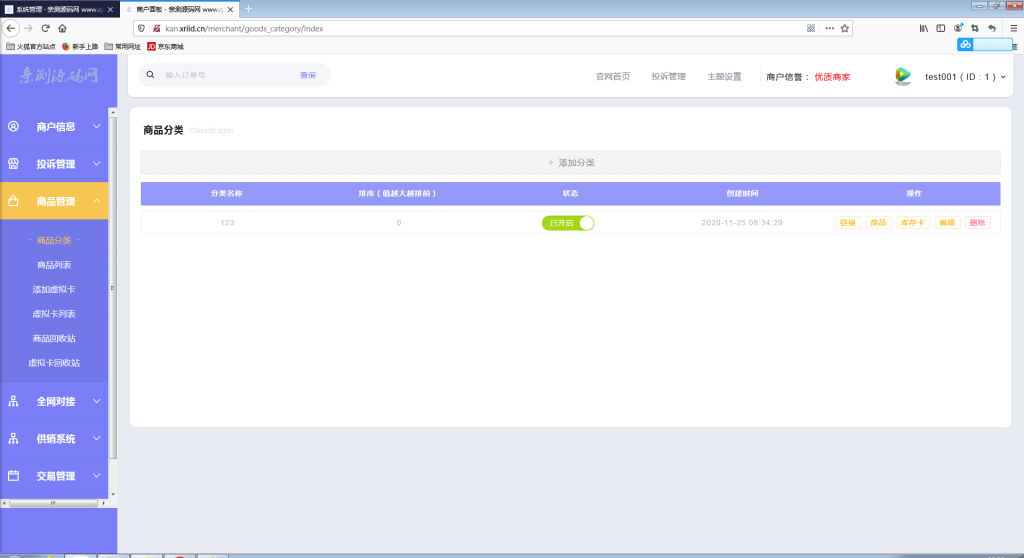 系统管理 - 亲测源码网 www.q
商户面板 - 亲测源码网 www.q
kan.xrlld.cn/merchant/goods_category/index
火狐官方站点 新手上路 常用网址 JD 京东商城
亲测源码网
输入订单号 查询
官网首页 投诉管理 主题设置 商户信誉： 优质商家 test001 ( ID : 1 )
商户信息
投诉管理
商品管理
商品分类
商品列表
添加虚拟卡
虚拟卡列表
商品回收站
虚拟卡回收站
全网对接
供销系统
交易管理
商品分类 Classification
+ 添加分类
分类名称 排序（值越大越排前） 状态 创建时间 操作
123 0 已开启 2020-11-25 06:34:29 链接 商品 库存卡 编辑 删除